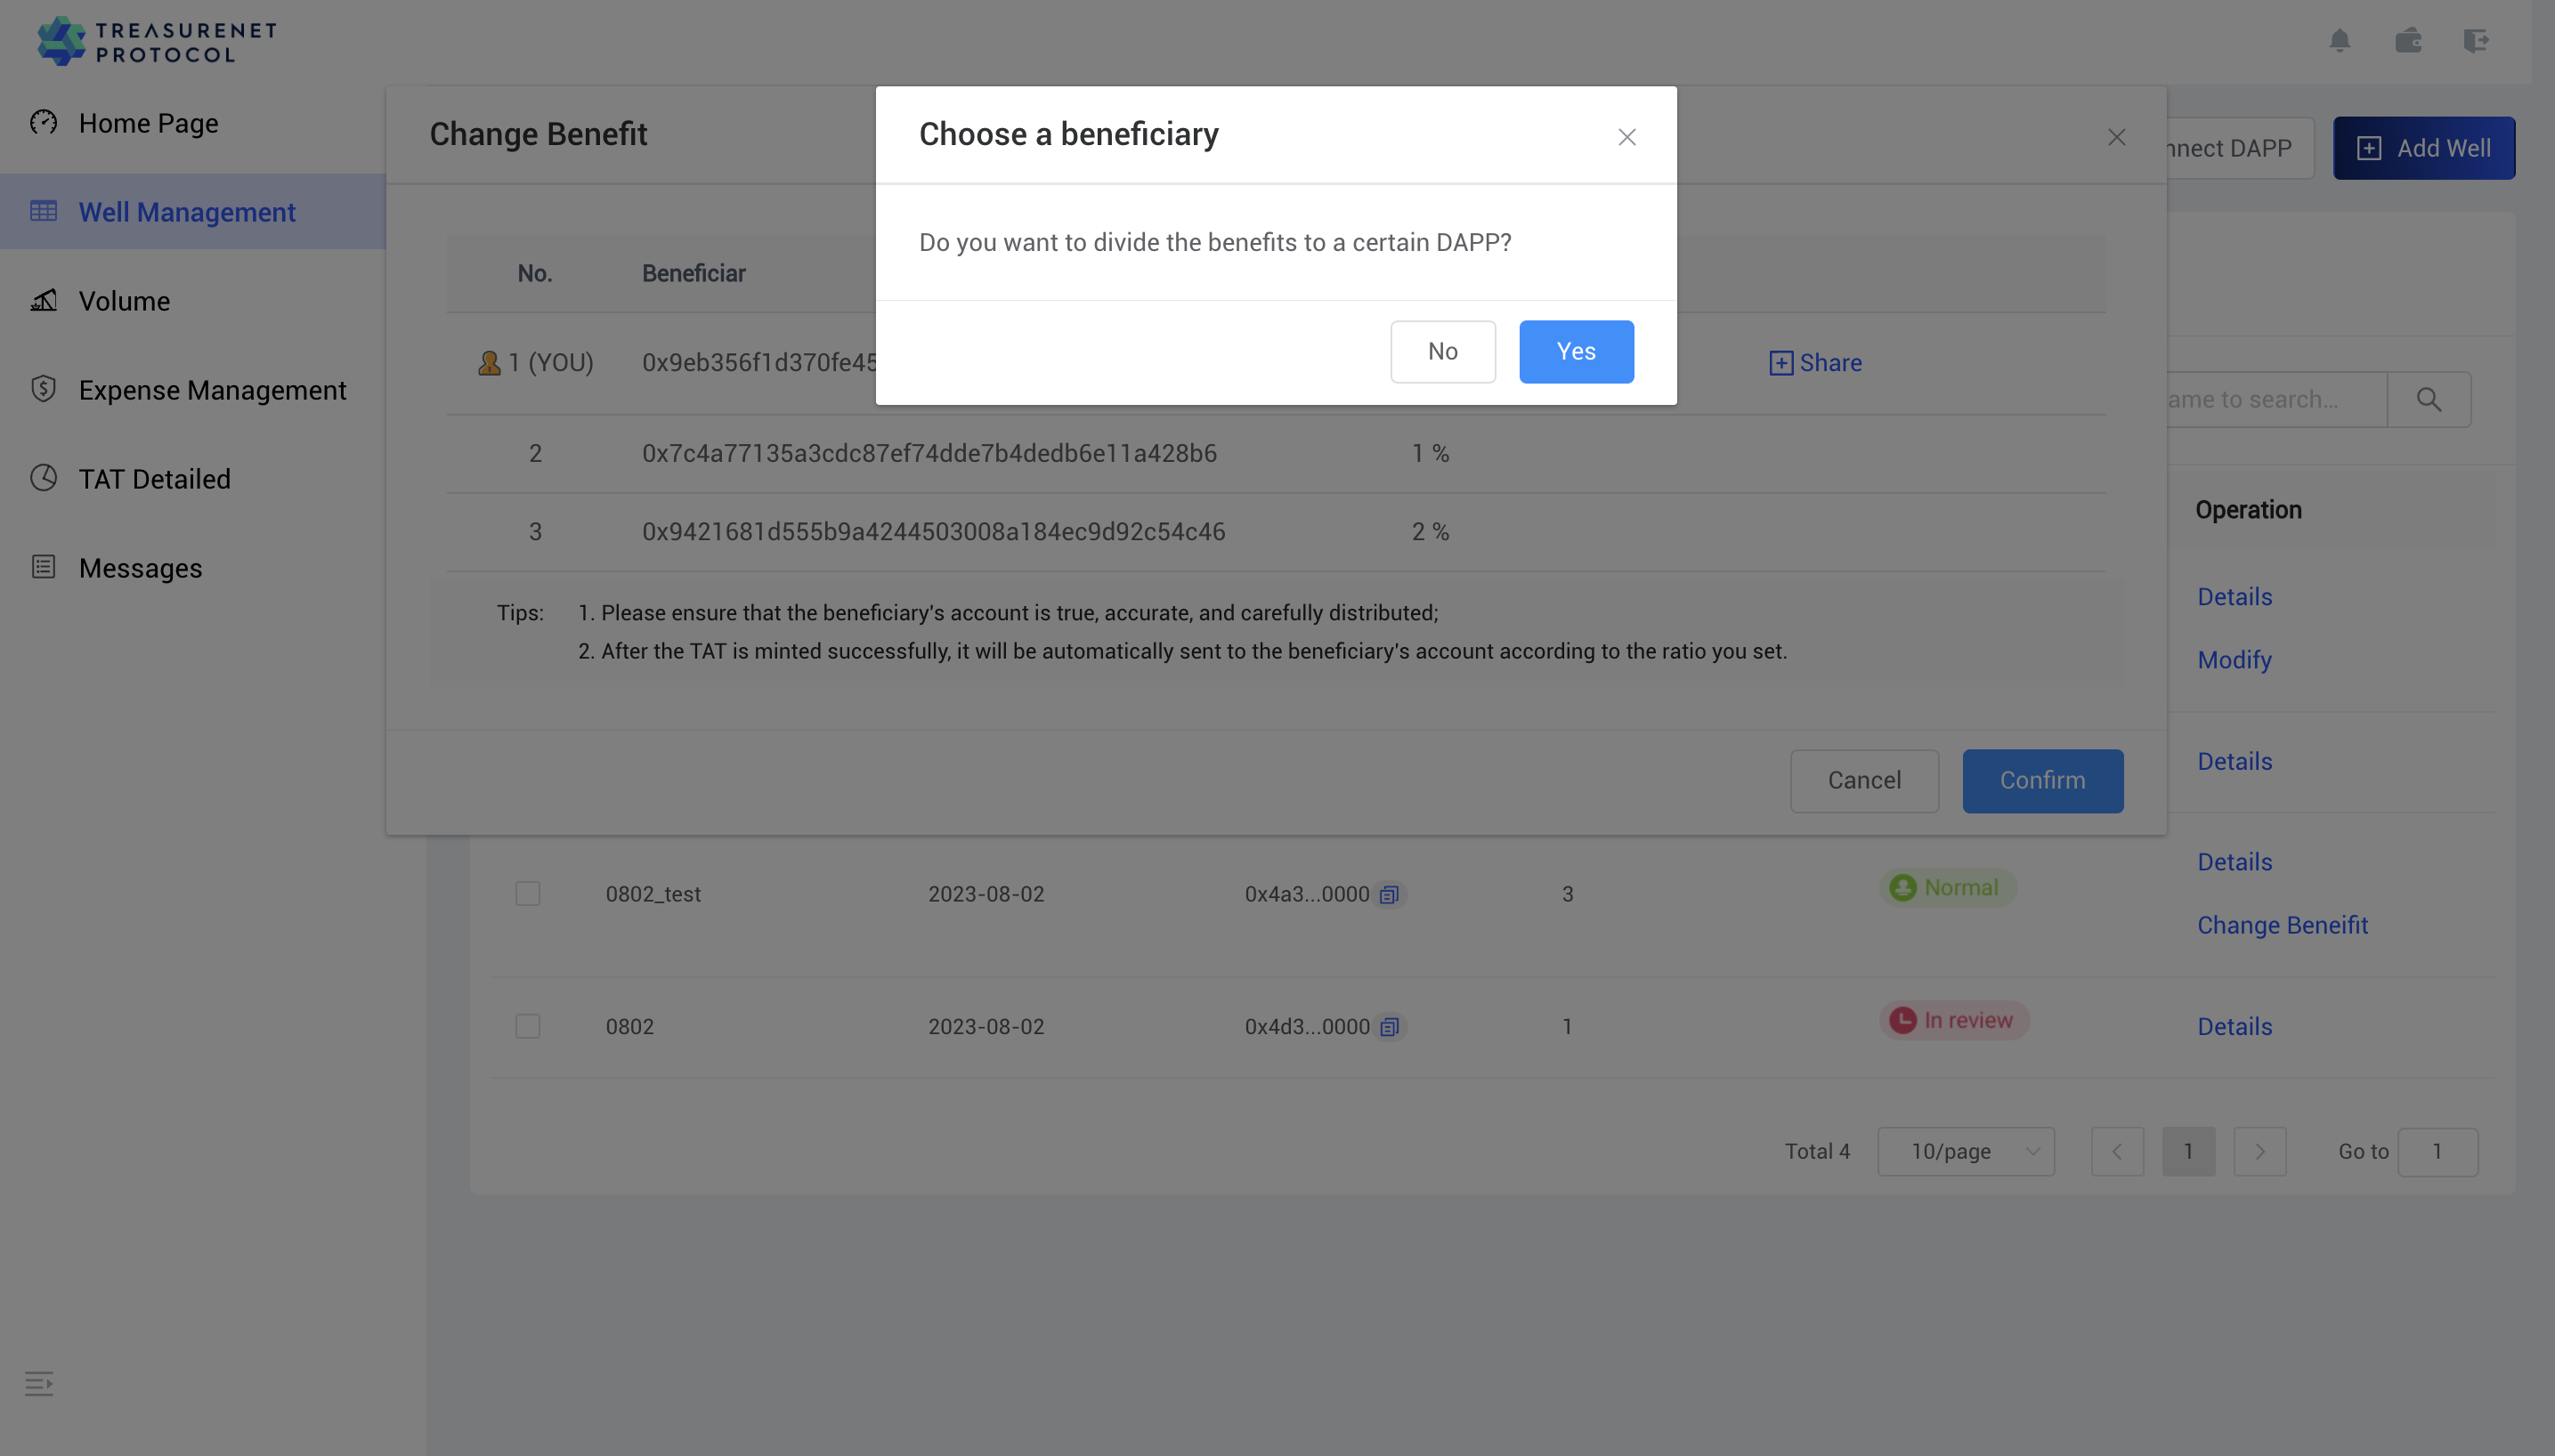 TREASURENET
PROTOCOL
Home Page
Well Management
Volume
Expense Management
TAT Detailed
Messages
Change Benefit
Choose a beneficiary
Do you want to divide the benefits to a certain DAPP?
No
Yes
DAPP
Add Well
No.
Beneficiar
1 (YOU)
0x9eb356f1d370fe45
Share
2
0x7c4a77135a3cdc87ef74dde7b4dedb6e11a428b6
1 %
3
0x9421681d555b9a4244503008a184ec9d92c54c46
2 %
Tips:
1. Please ensure that the beneficiary's account is true, accurate, and carefully distributed;
2. After the TAT is minted successfully, it will be automatically sent to the beneficiary's account according to the ratio you set.
Cancel
Confirm
to search...
Operation
Details
Modify
Details
0802_test
2023-08-02
0x4a3...0000
3
Normal
Details
Change Beneifit
0802
2023-08-02
0x4d3...0000
1
In review
Details
Total 4
10/page
1
Go to
1